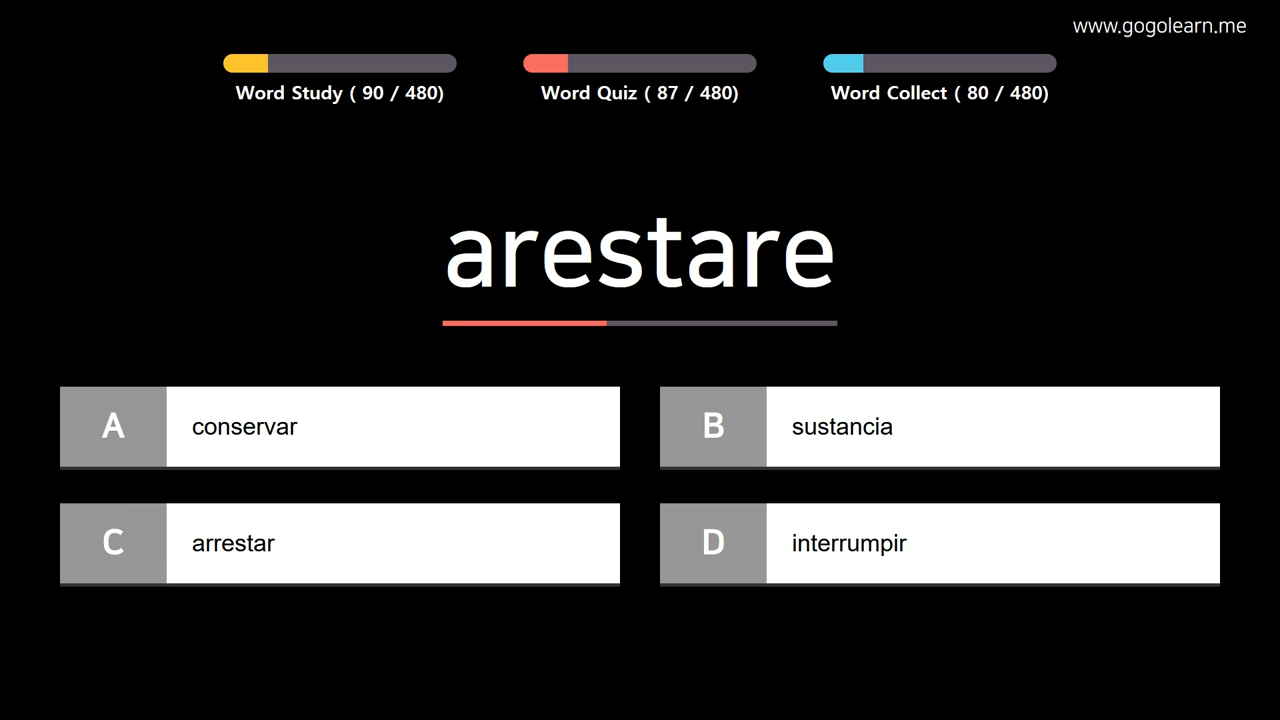 www.gogolearn.me
Word Study ( 90 / 480)
Word Quiz ( 87 / 480)
Word Collect ( 80 / 480)
arestare
A conservar
B sustancia
C arrestar
D interrumpir